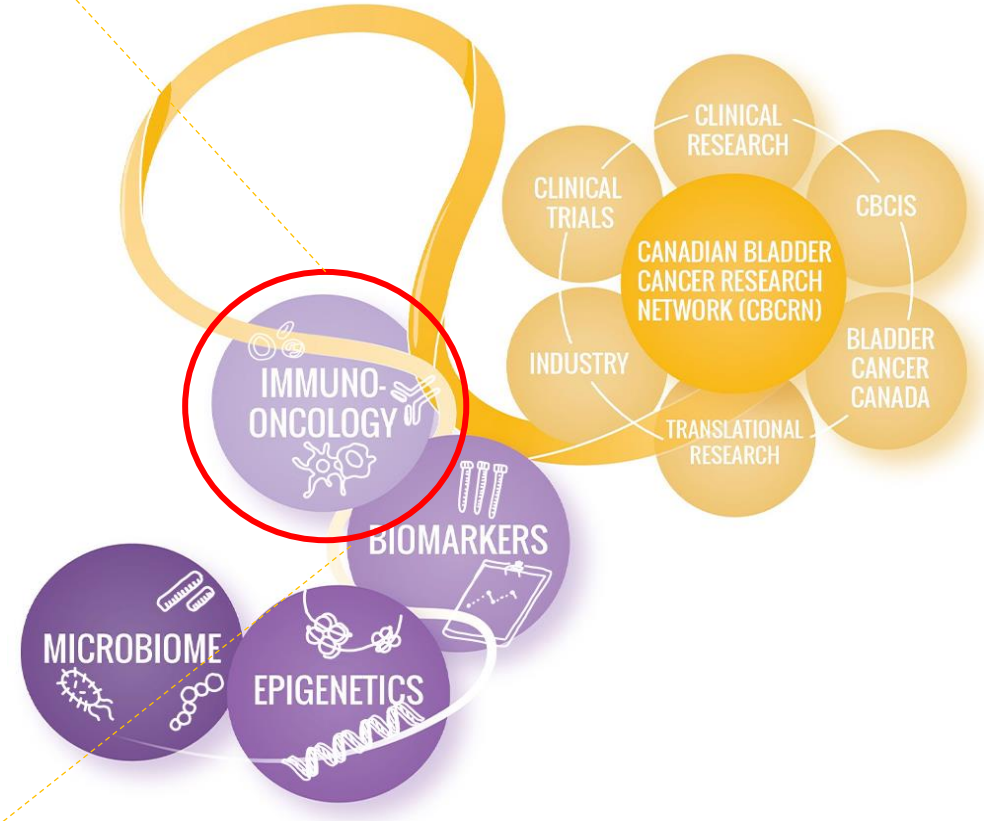 CLINICAL
RESEARCH
CLINICAL
TRIALS
CBCIS
CANADIAN BLADDER
CANCER RESEARCH
NETWORK (CBCRN)
INDUSTRY
BLADDER
CANCER
CANADA
TRANSLATIONAL
RESEARCH
IMMUNO-
ONCOLOGY
BIOMARKERS
MICROBIOME
EPIGENETICS